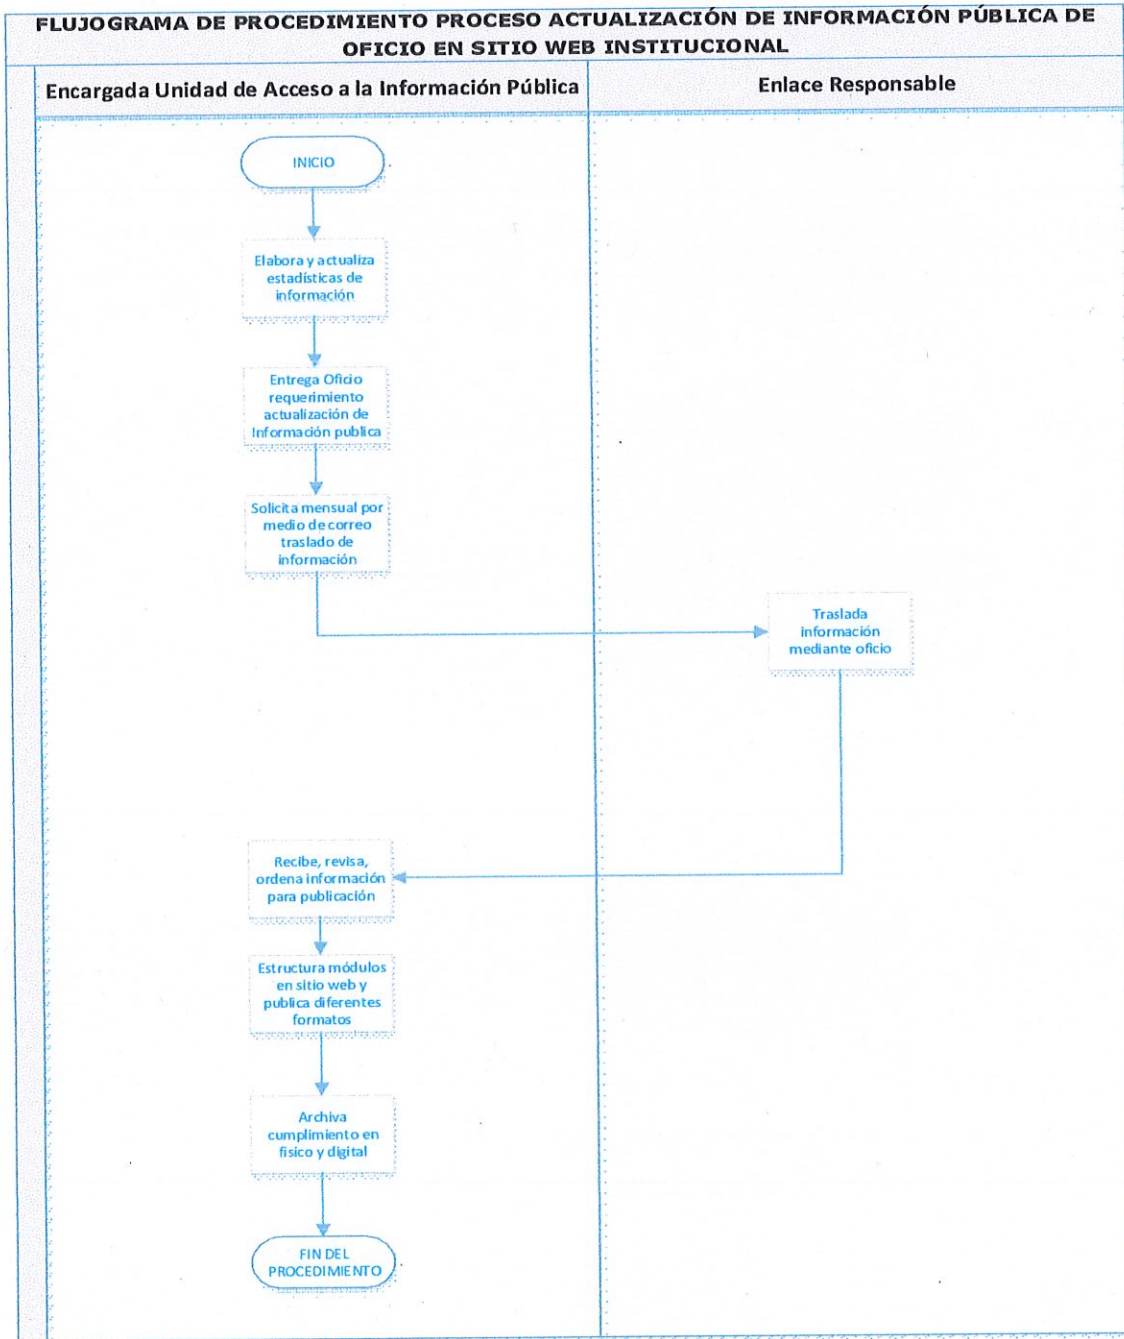 FLUJOGRAMA DE PROCEDIMIENTO PROCESO ACTUALIZACIÓN DE INFORMACIÓN PÚBLICA DE
OFICIO EN SITIO WEB INSTITUCIONAL
Encargada Unidad de Acceso a la Información Pública
Enlace Responsable
INICIO
Elabora y actualiza
estadísticas de
información
Entrega Oficio
requerimiento
actualización de
Información publica
Solicita mensual por
medio de correo
traslado de
información
Traslada
información
mediante oficio
Recibe, revisa,
ordena información
para publicación
Estructura módulos
en sitio web y
publica diferentes
formatos
Archiva
cumplimiento en
fisico y digital
FIN DEL
PROCEDIMIENTO